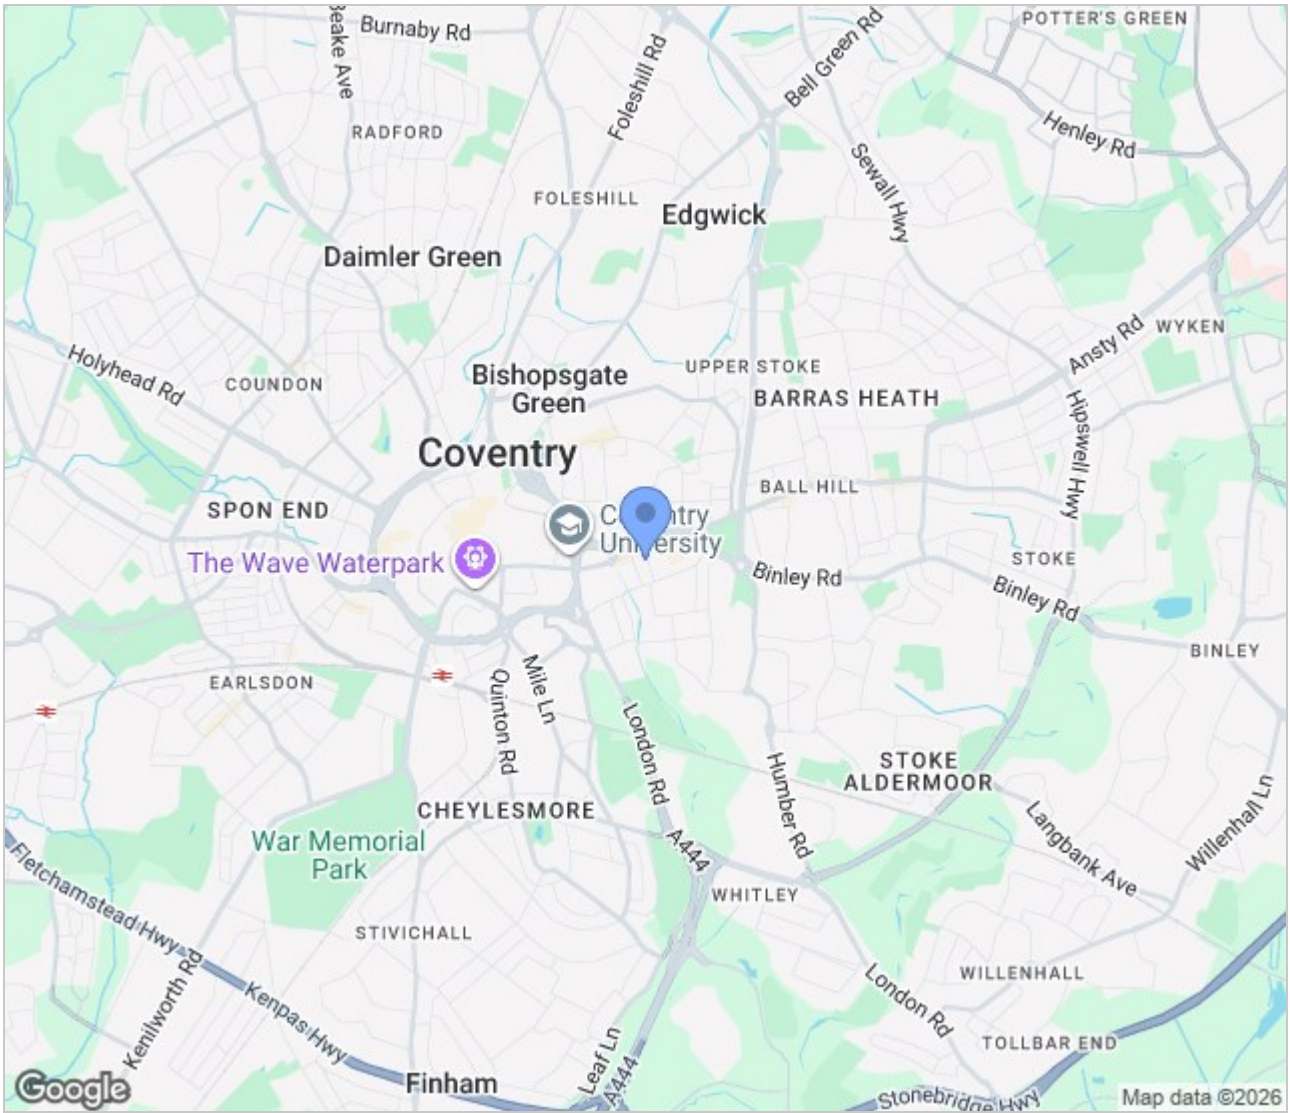 POTTER'S GREEN
Burnaby Rd
Beake Ave
Foleshill Rd
Bell Green Rd
RADFORD
Henley Rd
Sewall Hwy
FOLESHILL
Edgwick
Daimler Green
WYKEN
Ansty Rd
Holyhead Rd
COUNDON
Bishopsgate
Green
UPPER STOKE
BARRAS HEATH
Hipswell Hwy
Coventry
BALL HILL
SPON END
Coventry
University
The Wave Waterpark
STOKE
Binley Rd
Binley Rd
BINLEY
EARLSDON
Mile Ln
Quinton Rd
London Rd
STOKE
ALDERMOOR
Humber Rd
CHEYLESMORE
Langbank Ave
Willenhall Ln
War Memorial
Park
A444
Fletchamstead Hwy
WHITLEY
STIVICHALL
Kenilworth Rd
Kenpas Hwy
London Rd
WILLENHALL
TOLLBAR END
Leaf Ln
A444
Finham
Stonebridge Hwy
Google
Map data ©2026